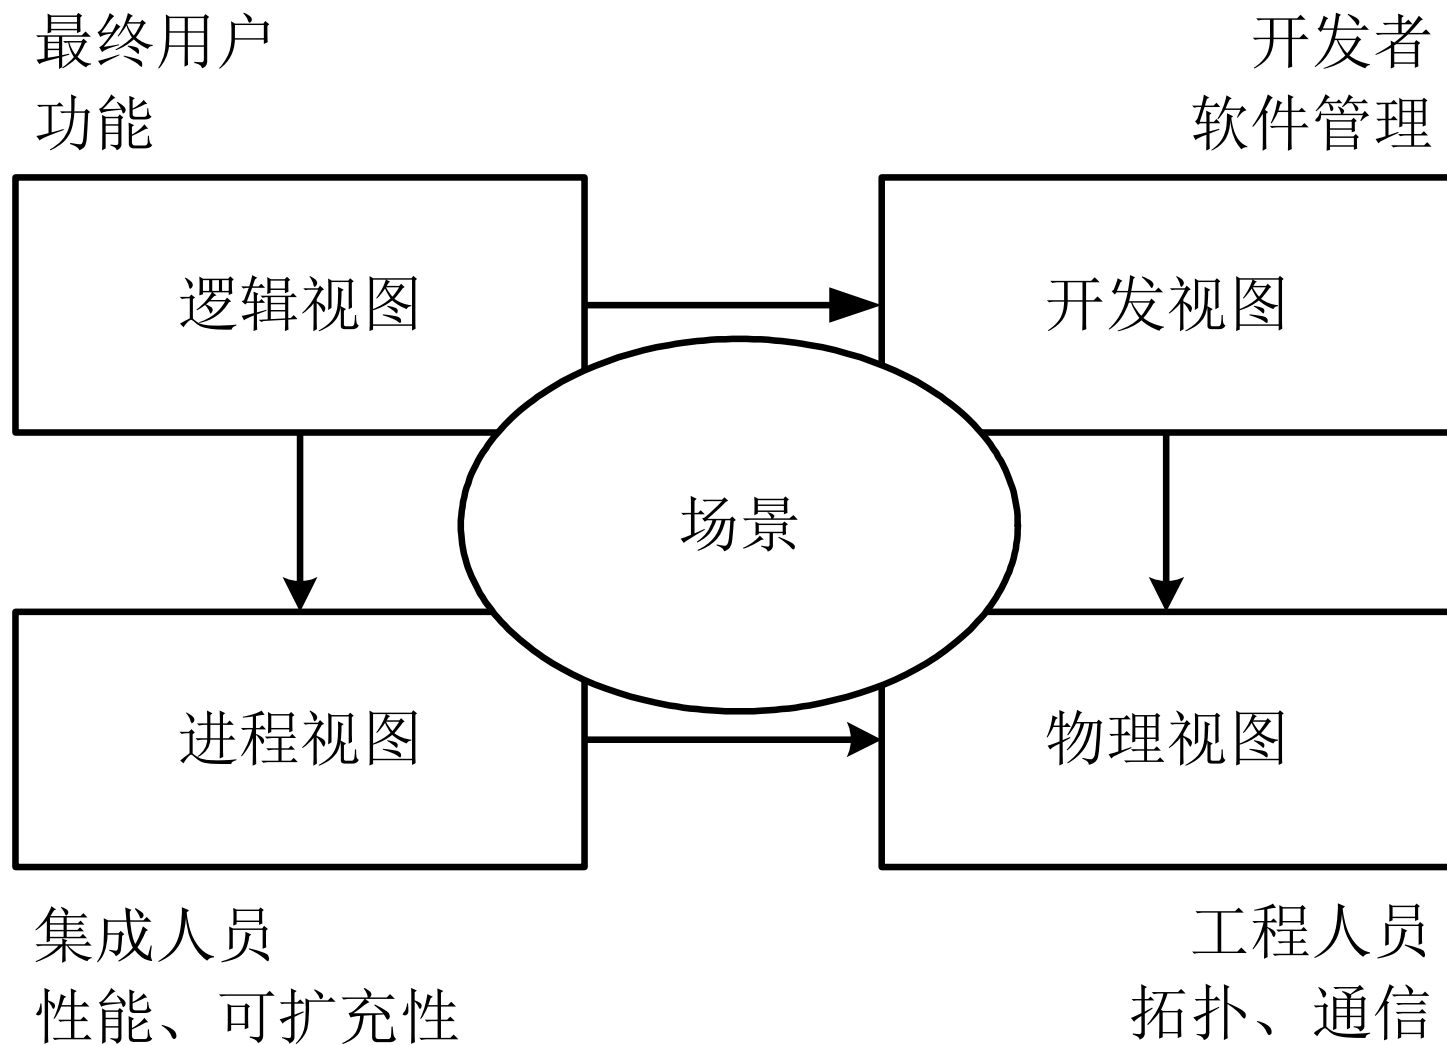 最终用户
功能
开发者
软件管理
逻辑视图
开发视图
场景
进程视图
物理视图
集成人员
性能、可扩充性
工程人员
拓扑、通信